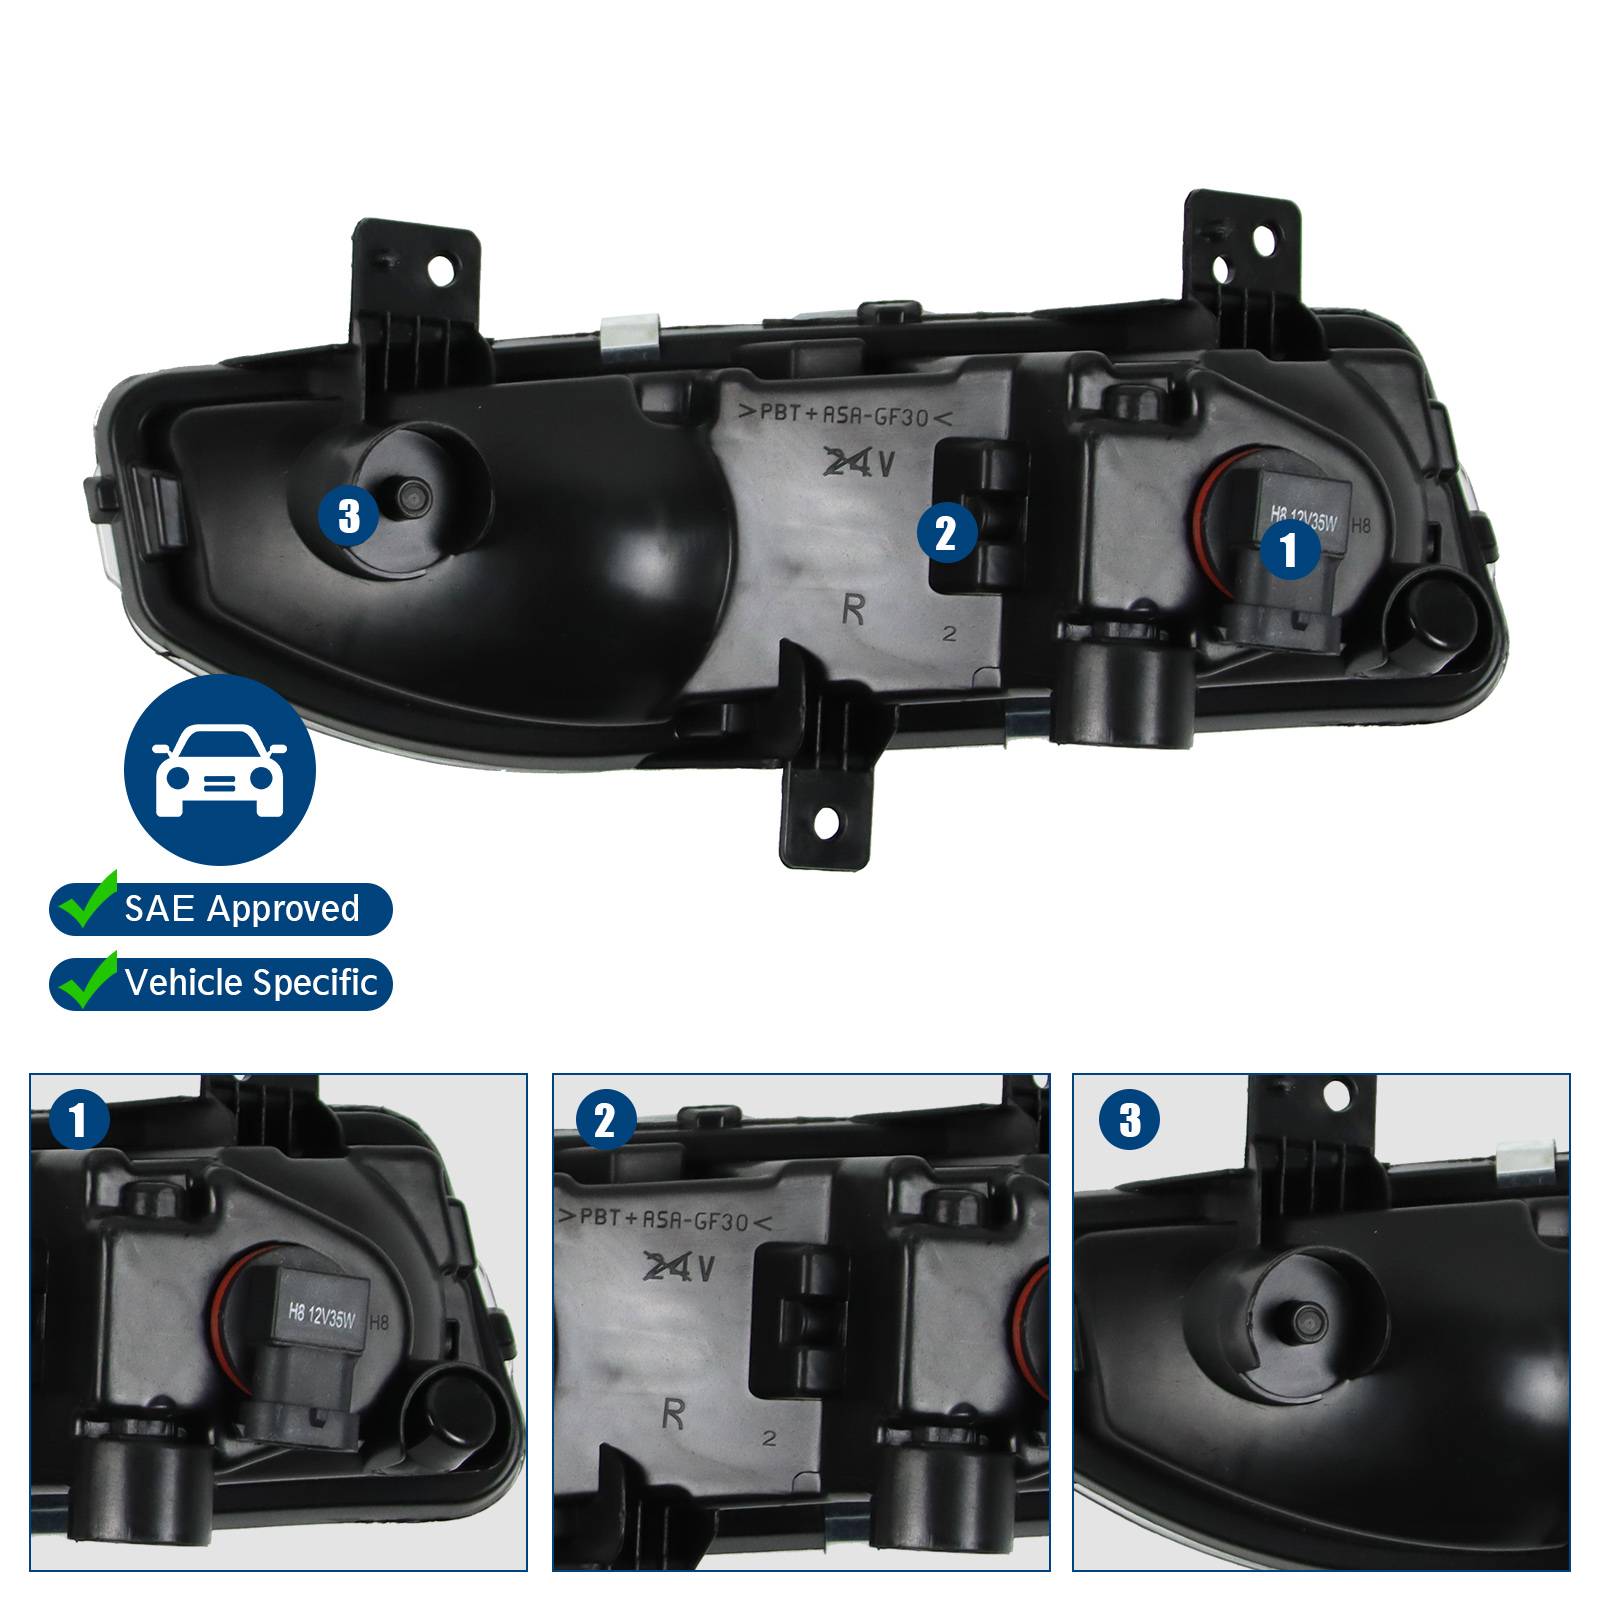 >PBT+ASA-GF30<
24V
H8 12V35W
H8
3
2
1
R
2
SAE Approved
Vehicle Specific
1
H8 12V35W
H8
2
>PBT+ASA-GF30<
24V
R
2
3